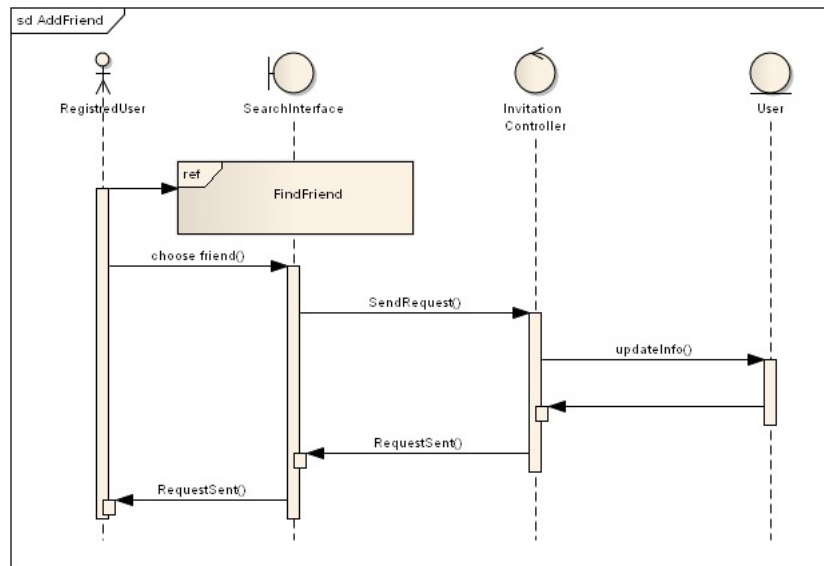 sd AddFriend
RegistredUser
SearchInterface
Invitation
Controller
User
ref
FindFriend
choose friend()
SendRequest()
updateInfo()
RequestSent()
RequestSent()